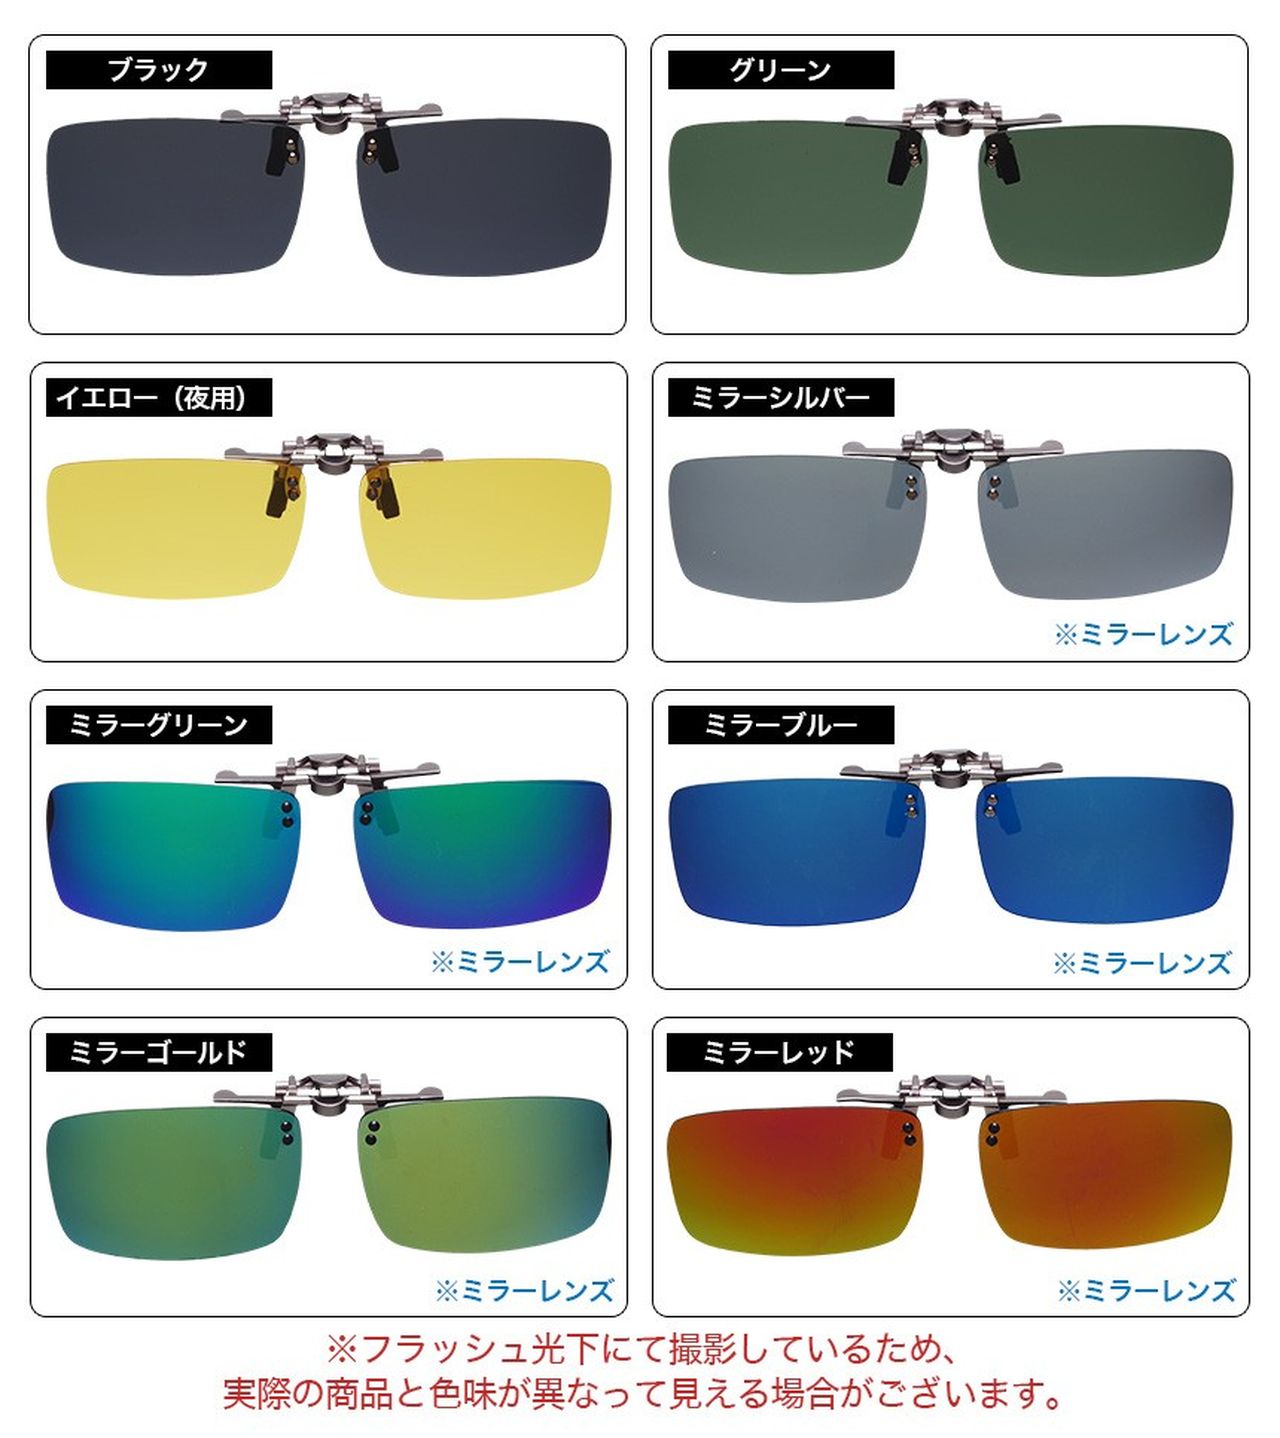 ブラック
グリーン
イエロー（夜用）
ミラーシルバー
※ミラーレンズ
ミラーグリーン
※ミラーレンズ
ミラーブルー
※ミラーレンズ
ミラーゴールド
※ミラーレンズ
ミラーレッド
※ミラーレンズ
※フラッシュ光下にて撮影しているため、
実際の商品と色味が異なって見える場合がございます。